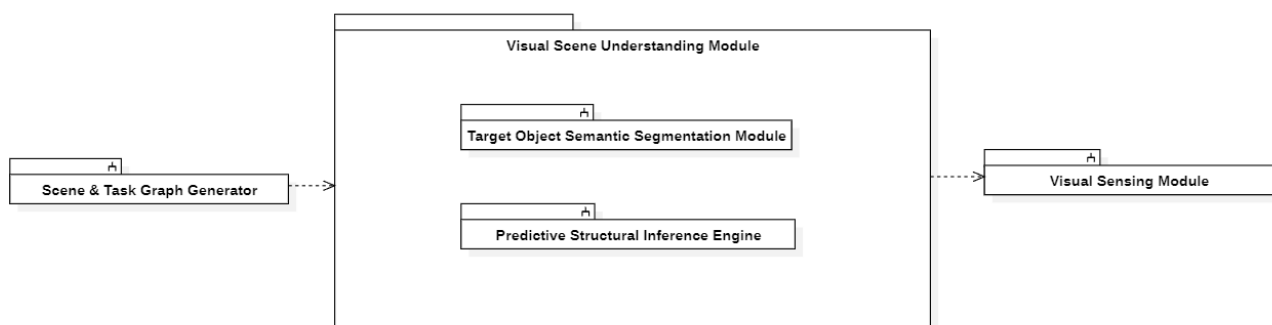 Visual Scene Understanding Module
Target Object Semantic Segmentation Module
Scene & Task Graph Generator
Visual Sensing Module
Predictive Structural Inference Engine